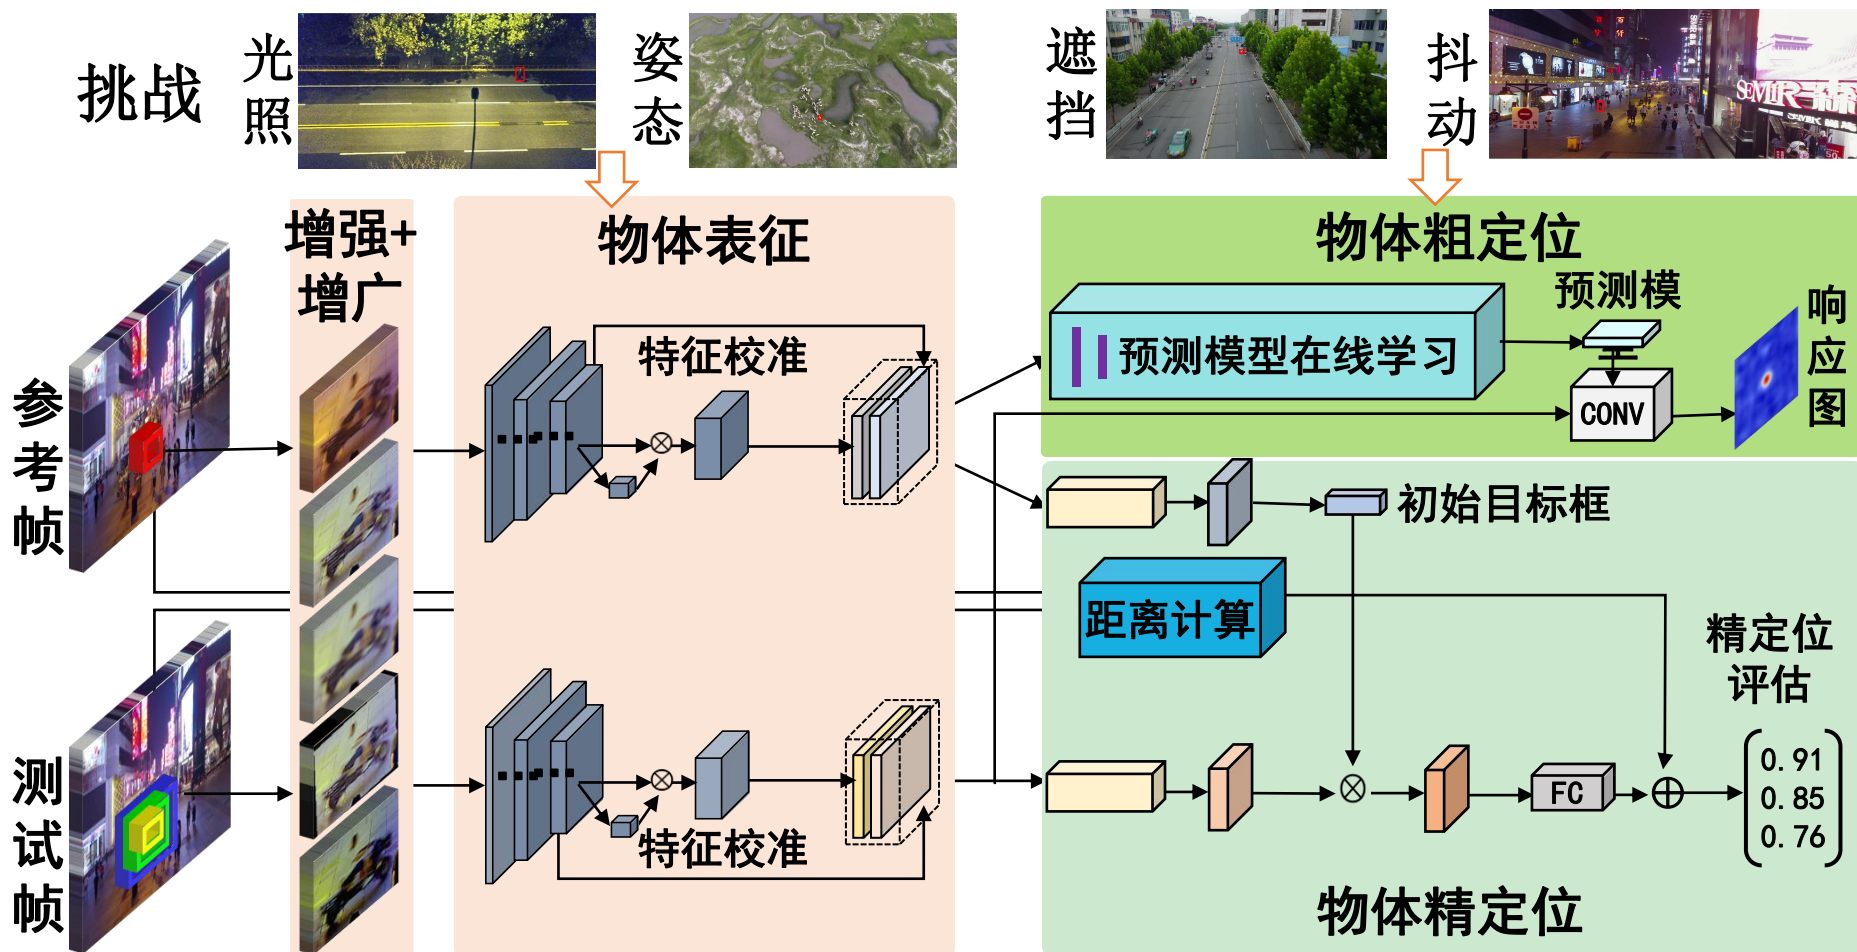 挑战
光照
姿态
遮挡
抖动
SEMIR
增强+
增广
物体表征
物体粗定位
参考帧
特征校准
预测模型在线学习
预测模
CONV
响应图
初始目标框
距离计算
精定位
评估
测试帧
特征校准
FC
0.91
0.85
0.76
物体精定位